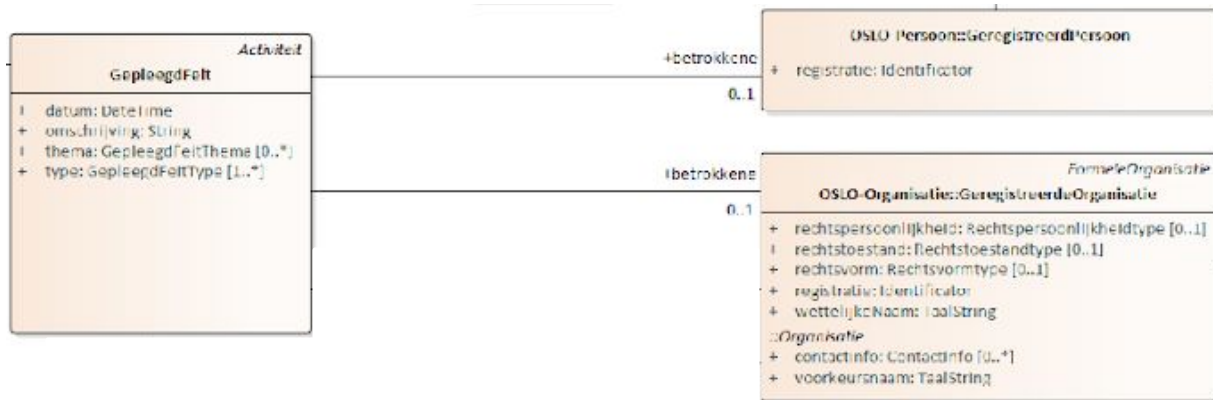 Activiteit
GepleegdFeit
+ datum: DateTime
+ omschrijving: String
+ thema: GepleegdFeitThema [0..*]
+ type: GepleegdFeitType [1..*]
+betrokkene
0..1
OSLO-Persoon::GeregistreerdPersoon
+ registratie: Identificator
+betrokkene
0..1
FormeleOrganisatie
OSLO-Organisatie::GeregistreerdeOrganisatie
+ rechtspersoonlijkheid: Rechtspersoonlijkheidtype [0..1]
+ rechtstoestand: Rechtstoestandtype [0..1]
+ rechtsvorm: Rechtsvormtype [0..1]
+ registratie: Identificator
+ wettelijkeNaam: TaalString
::Organisatie
+ contactinfo: ContactInfo [0..*]
+ voorkeursnaam: TaalString